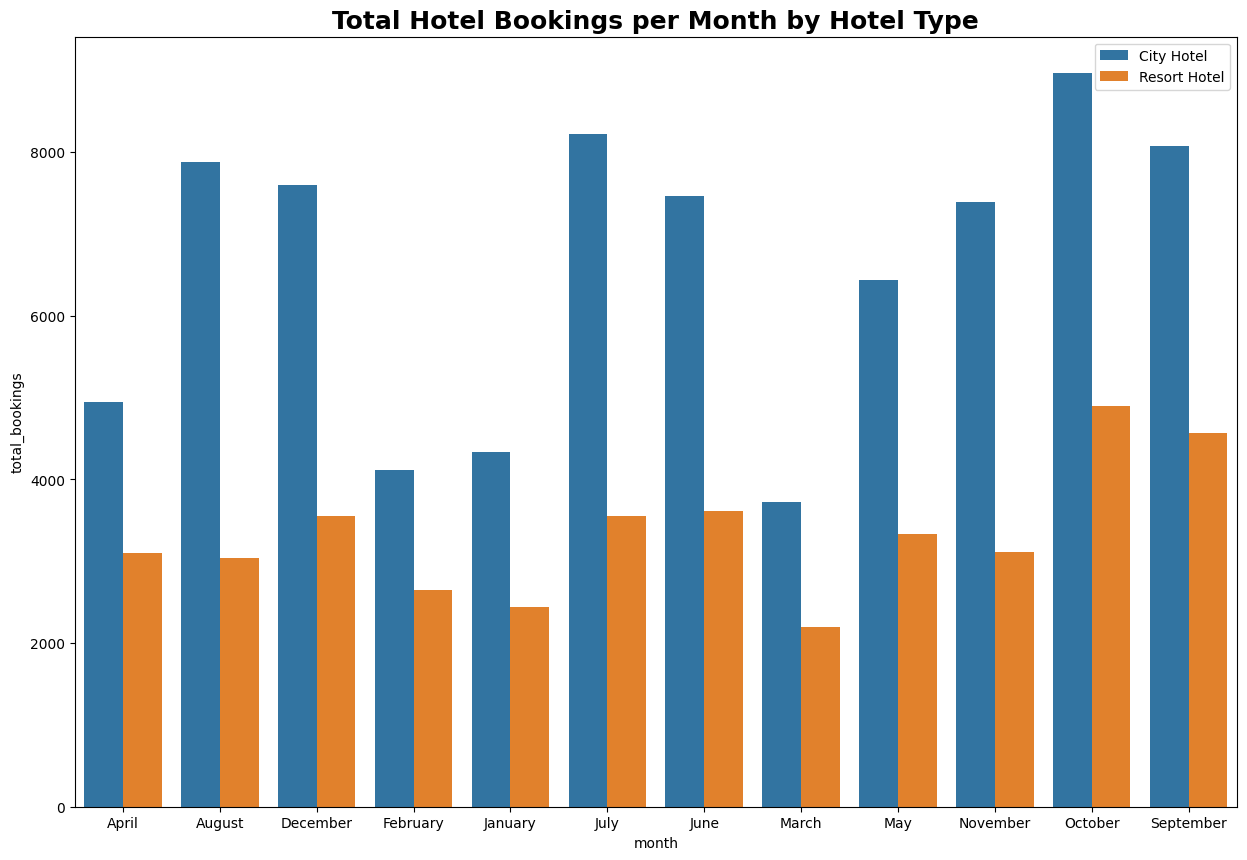 Total Hotel Bookings per Month by Hotel Type
City Hotel
Resort Hotel
total_bookings
8000
6000
4000
2000
0
April August December February January July June March May November October September
month